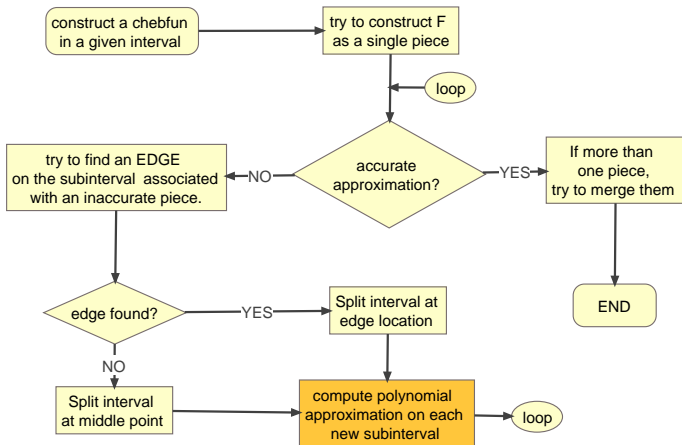 construct a chebfun
in a given interval
try to construct F
as a single piece
loop
accurate
approximation?
NO
YES
try to find an EDGE
on the subinterval associated
with an inaccurate piece.
If more than
one piece,
try to merge them
END
edge found?
YES
Split interval at
edge location
NO
Split interval
at middle point
compute polynomial
approximation on each
new subinterval
loop